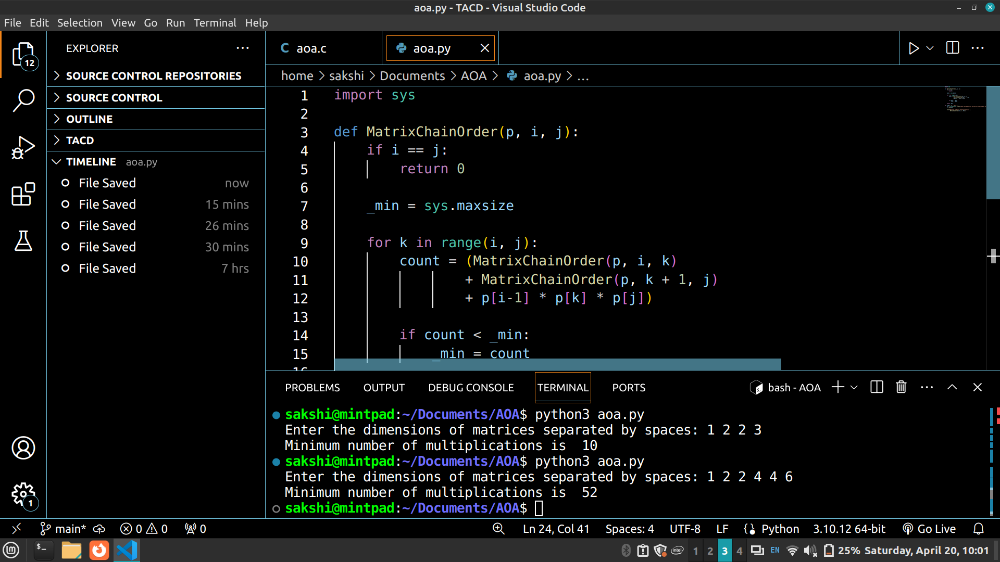 aoa.py - TACD - Visual Studio Code
File Edit Selection View Go Run Terminal Help
EXPLORER
12
SOURCE CONTROL REPOSITORIES
SOURCE CONTROL
OUTLINE
TACD
TIMELINE aoa.py
File Saved now
File Saved 15 mins
File Saved 26 mins
File Saved 30 mins
File Saved 7 hrs
1
C aoa.c
aoa.py
home > sakshi > Documents > AOA > aoa.py > ...
1 import sys
2
3 def MatrixChainOrder(p, i, j):
4     if i == j:
5         return 0
6
7     _min = sys.maxsize
8
9     for k in range(i, j):
10         count = (MatrixChainOrder(p, i, k)
11                 + MatrixChainOrder(p, k + 1, j)
12                 + p[i-1] * p[k] * p[j])
13
14         if count < _min:
15             _min = count
16
PROBLEMS OUTPUT DEBUG CONSOLE TERMINAL PORTS
bash - AOA
sakshi@mintpad:~/Documents/AOA$ python3 aoa.py
Enter the dimensions of matrices separated by spaces: 1 2 2 3
Minimum number of multiplications is  10
sakshi@mintpad:~/Documents/AOA$ python3 aoa.py
Enter the dimensions of matrices separated by spaces: 1 2 2 4 4 6
Minimum number of multiplications is  52
sakshi@mintpad:~/Documents/AOA$
main* 0 0 0 Ln 24, Col 41 Spaces: 4 UTF-8 LF Python 3.10.12 64-bit Go Live
intel 1 2 3 4 EN 25% Saturday, April 20, 10:01